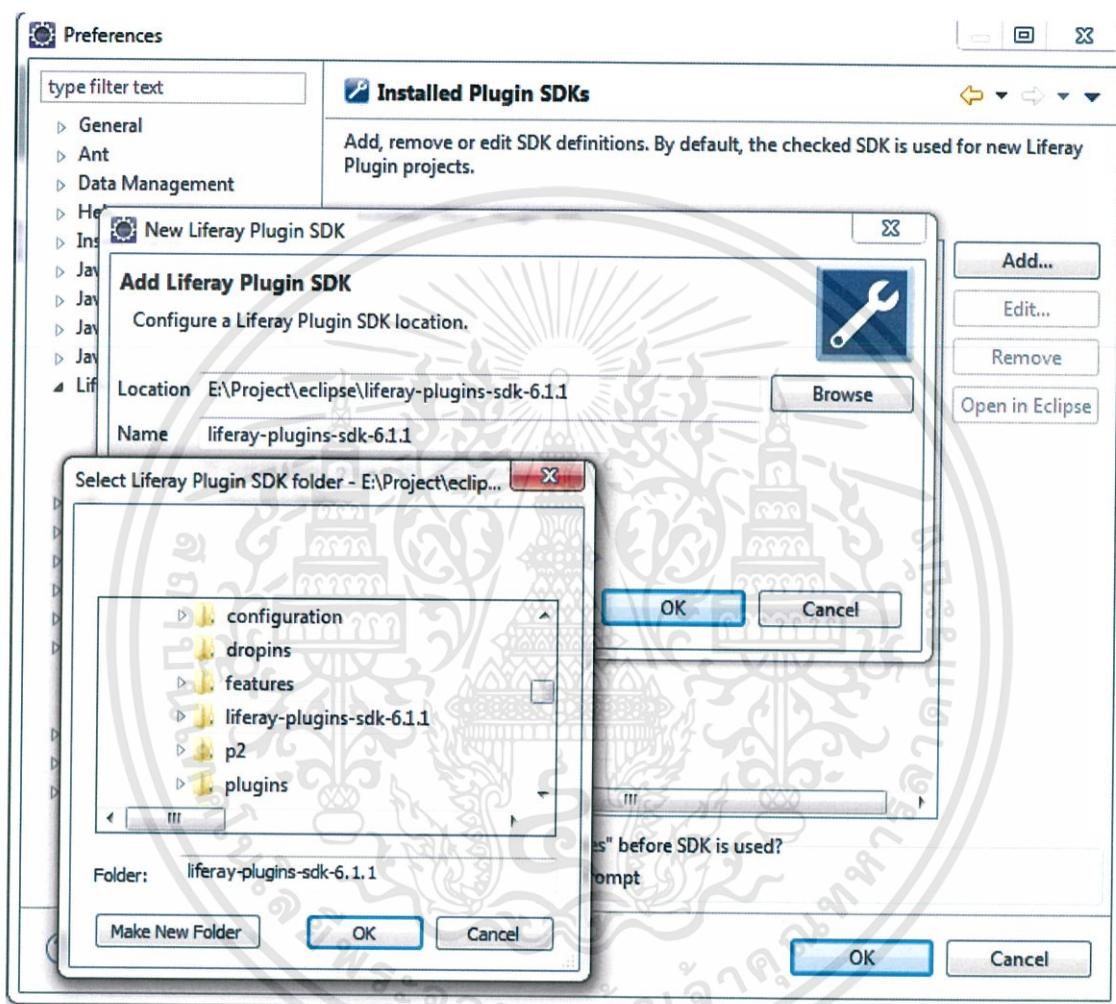 Preferences
type filter text
General
Ant
Data Management
Installed Plugin SDKs
Add, remove or edit SDK definitions. By default, the checked SDK is used for new Liferay
Plugin projects.
Add...
Edit...
Remove
Open in Eclipse
New Liferay Plugin SDK
Add Liferay Plugin SDK
Configure a Liferay Plugin SDK location.
Location E:\Project\eclipse\liferay-plugins-sdk-6.1.1
Browse
Name liferay-plugins-sdk-6.1.1
OK Cancel
Select Liferay Plugin SDK folder - E:\Project\eclip...
configuration
dropins
features
liferay-plugins-sdk-6.1.1
p2
plugins
Folder: liferay-plugins-sdk-6.1.1
Make New Folder OK Cancel
before SDK is used?
OK Cancel